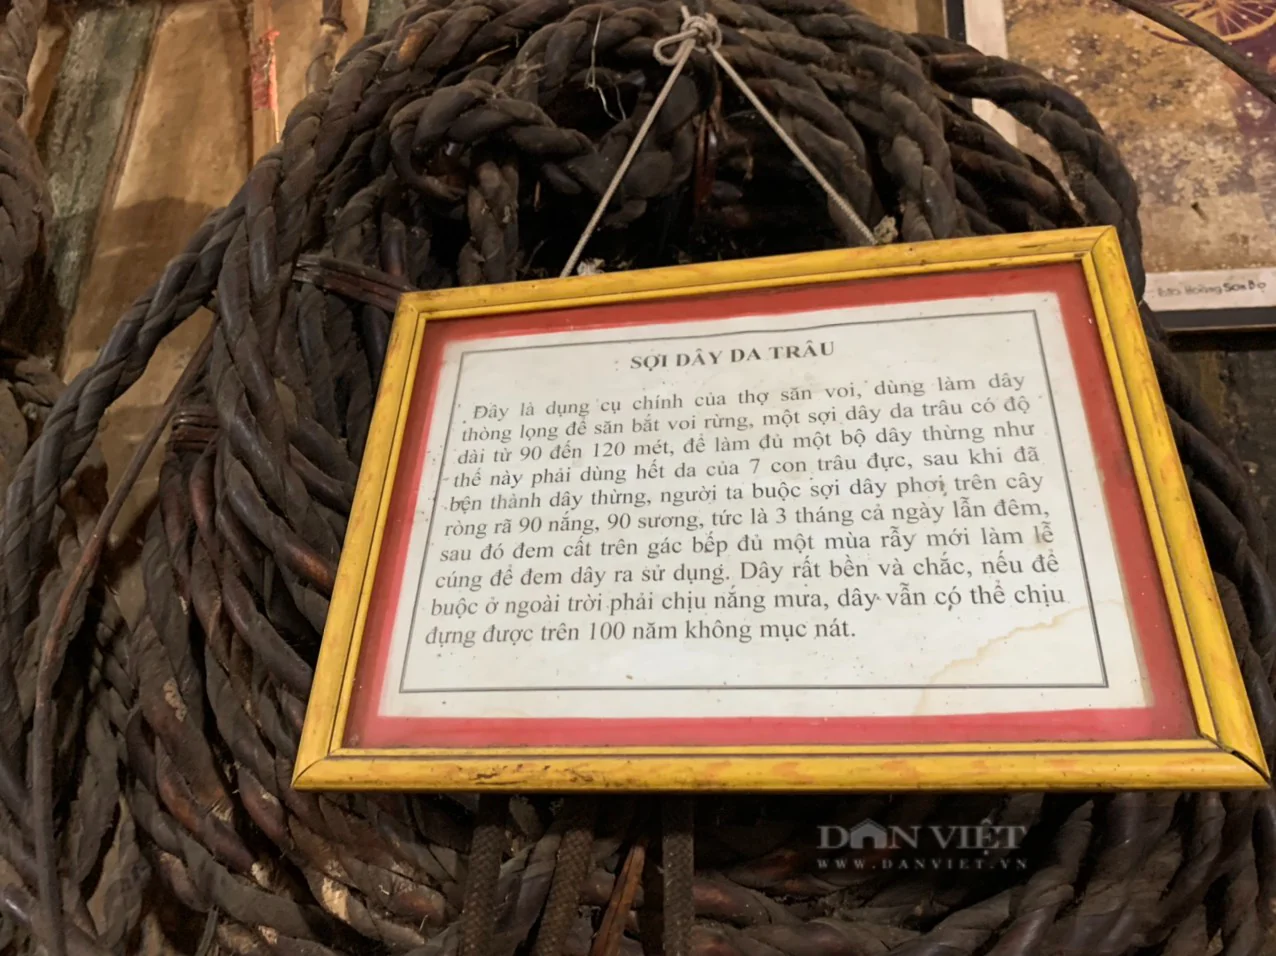 SỢI DÂY DA TRÂU
Đây là dụng cụ chính của thợ săn voi, dùng làm dây
thòng lọng để săn bắt voi rừng, một sợi dây da trâu có độ
dài từ 90 đến 120 mét, để làm đủ một bộ dây thừng như
thế này phải dùng hết da của 7 con trâu đực, sau khi đã
bện thành dây thừng, người ta buộc sợi dây phơi trên cây
ròng rã 90 nắng, 90 sương, tức là 3 tháng cả ngày lẫn đêm,
sau đó đem cất trên gác bếp đủ một mùa rẫy mới làm lễ
cúng để đem dây ra sử dụng. Dây rất bền và chắc, nếu để
buộc ở ngoài trời phải chịu nắng mưa, dây vẫn có thể chịu
đựng được trên 100 năm không mục nát.
DÂN VIỆT
WWW.DANVIET.VN